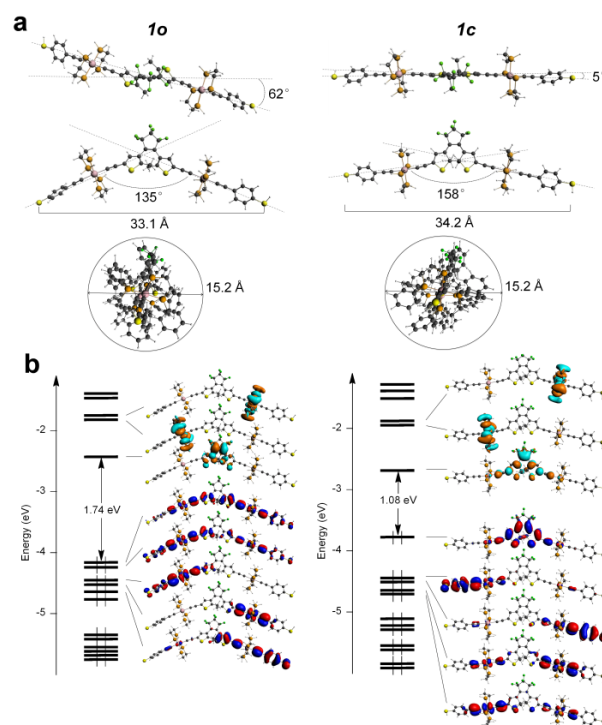 a
1o
1c
62°
5°
135°
158°
33.1 Å
34.2 Å
15.2 Å
15.2 Å
b
Energy (eV)
-2
-3
-4
-5
1.74 eV
Energy (eV)
-2
-3
-4
-5
1.08 eV